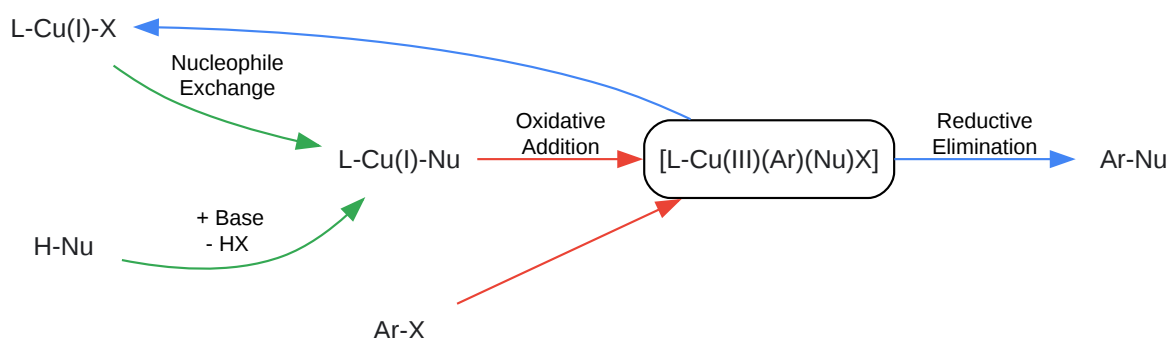 L-Cu(I)-X
Nucleophile
Exchange
Oxidative
Addition
Reductive
Elimination
L-Cu(I)-Nu
[L-Cu(III)(Ar)(Nu)X]
Ar-Nu
+ Base
- HX
H-Nu
Ar-X